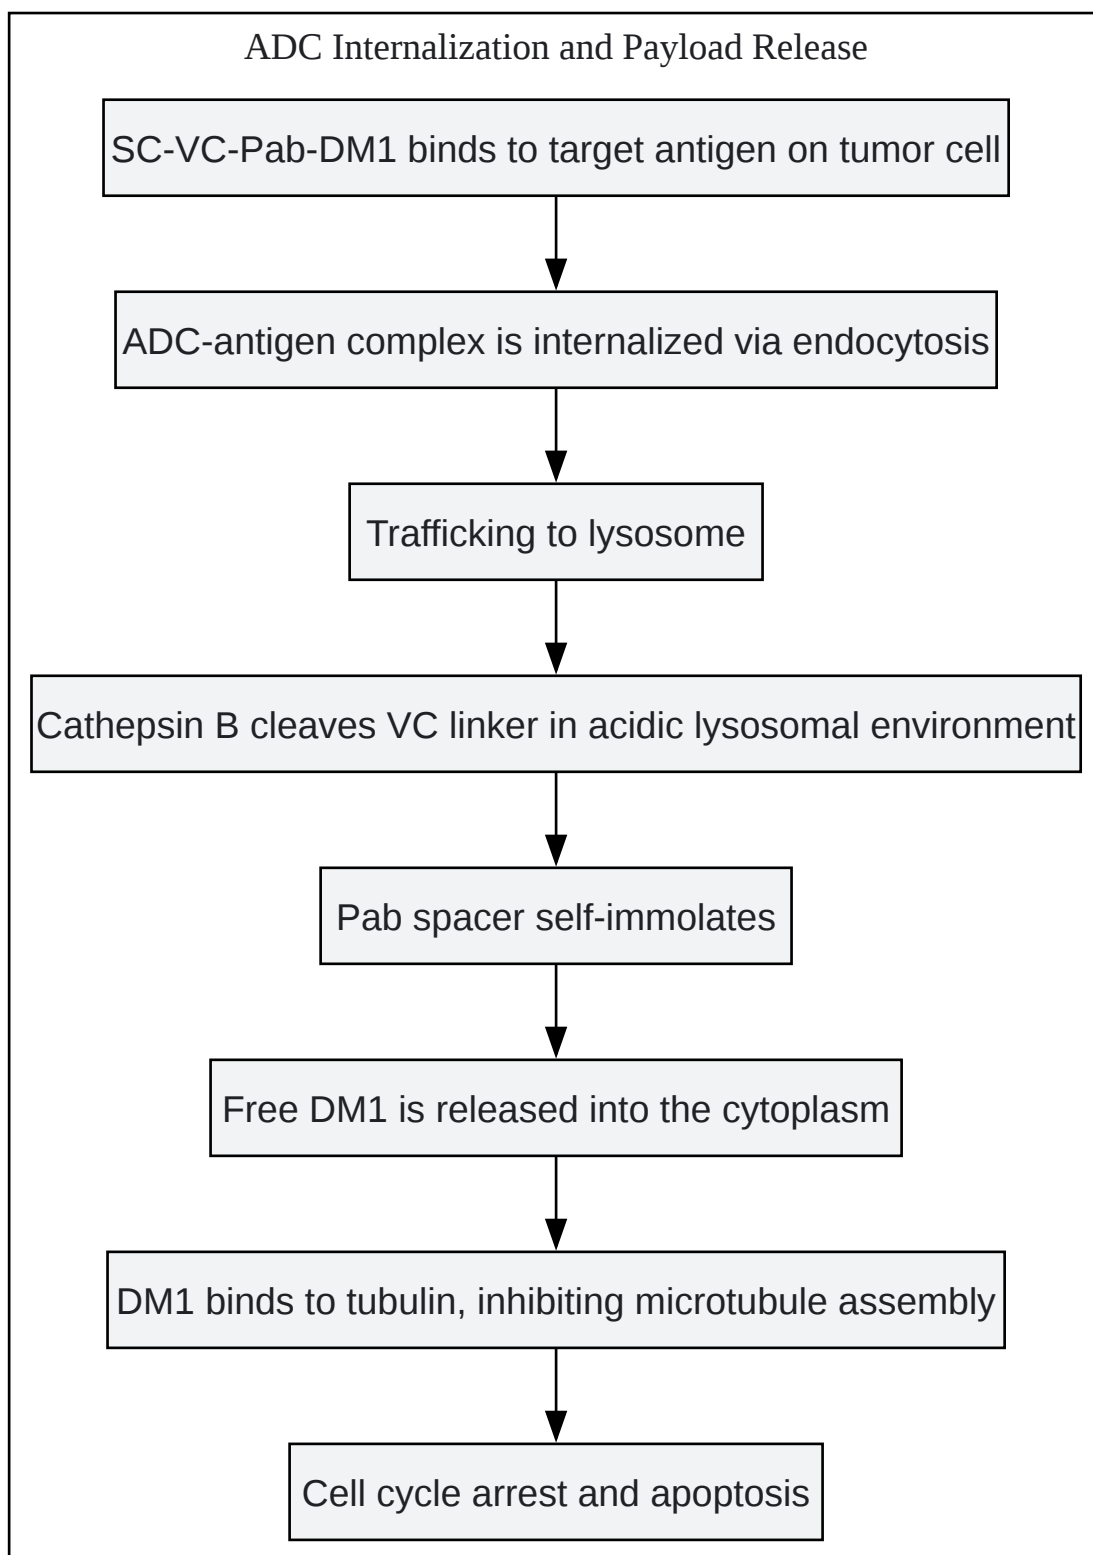 ADC Internalization and Payload Release
SC-VC-Pab-DM1 binds to target antigen on tumor cell
ADC-antigen complex is internalized via endocytosis
Trafficking to lysosome
Cathepsin B cleaves VC linker in acidic lysosomal environment
Pab spacer self-immolates
Free DM1 is released into the cytoplasm
DM1 binds to tubulin, inhibiting microtubule assembly
Cell cycle arrest and apoptosis